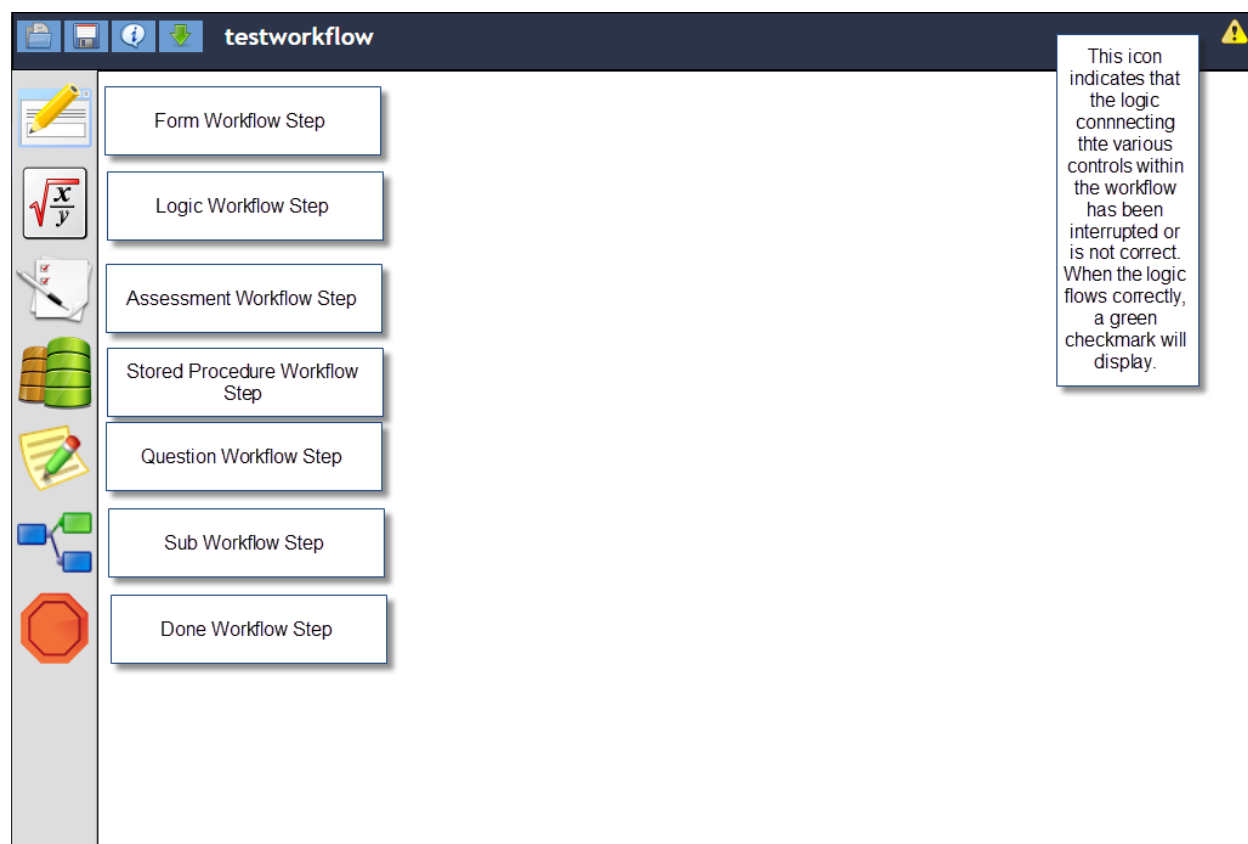 testworkflow
This icon
indicates that
the logic
connnecting
thte various
controls within
the workflow
has been
interrupted or
is not correct.
When the logic
flows correctly,
a green
checkmark will
display.
Form Workflow Step
x
y
Logic Workflow Step
Assessment Workflow Step
Stored Procedure Workflow
Step
Question Workflow Step
Sub Workflow Step
Done Workflow Step